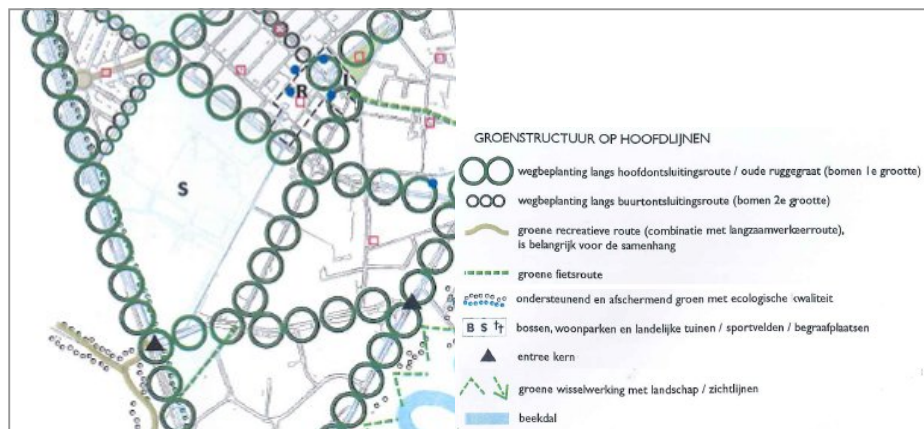 R
S
GROENSTRUCTUUR OP HOOFDLIJNEN
wegbeplanting langs hoofdontsluitingsroute / oude ruggegraat (bomen 1e grootte)
wegbeplanting langs buurtontsluitingsroute (bomen 2e grootte)
groene recreatieve route (combinatie met langzaamverkeerroute),
is belangrijk voor de samenhang
groene fietsroute
ondersteunend en afschermend groen met ecologische kwaliteit
B S †† bossen, woonparken en landelijke tuinen / sportvelden / begraafplaatsen
entree kern
groene wisselwerking met landschap / zichtlijnen
beekdal